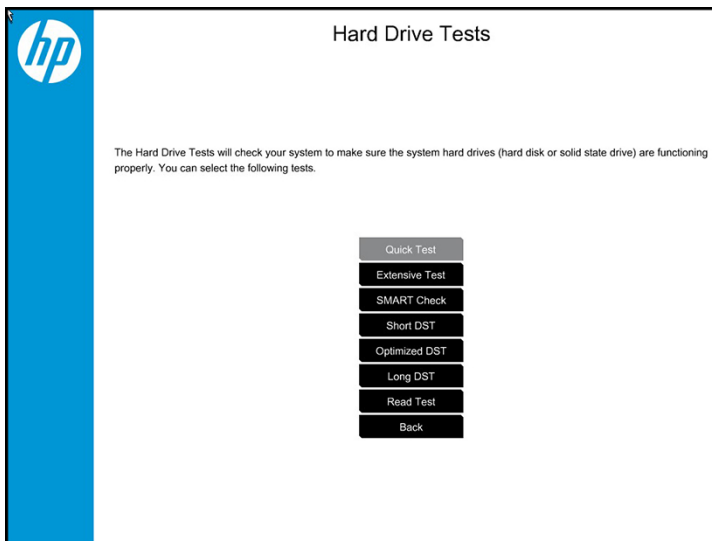 hp
Hard Drive Tests
The Hard Drive Tests will check your system to make sure the system hard drives (hard disk or solid state drive) are functioning
properly. You can select the following tests.
Quick Test
Extensive Test
SMART Check
Short DST
Optimized DST
Long DST
Read Test
Back